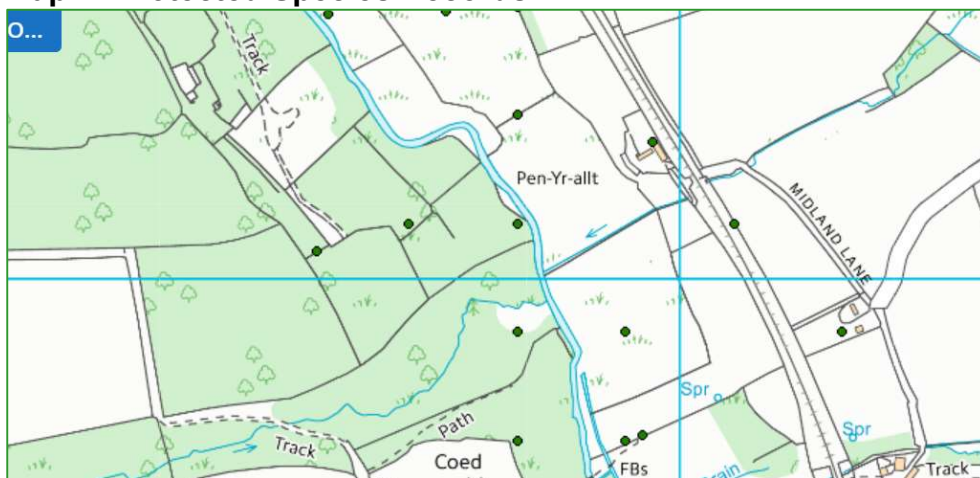 O...
Track
Pen-Yr-allt
MIDLAND LANE
Spr
Spr
Path
Track
Coed
FBs
Track